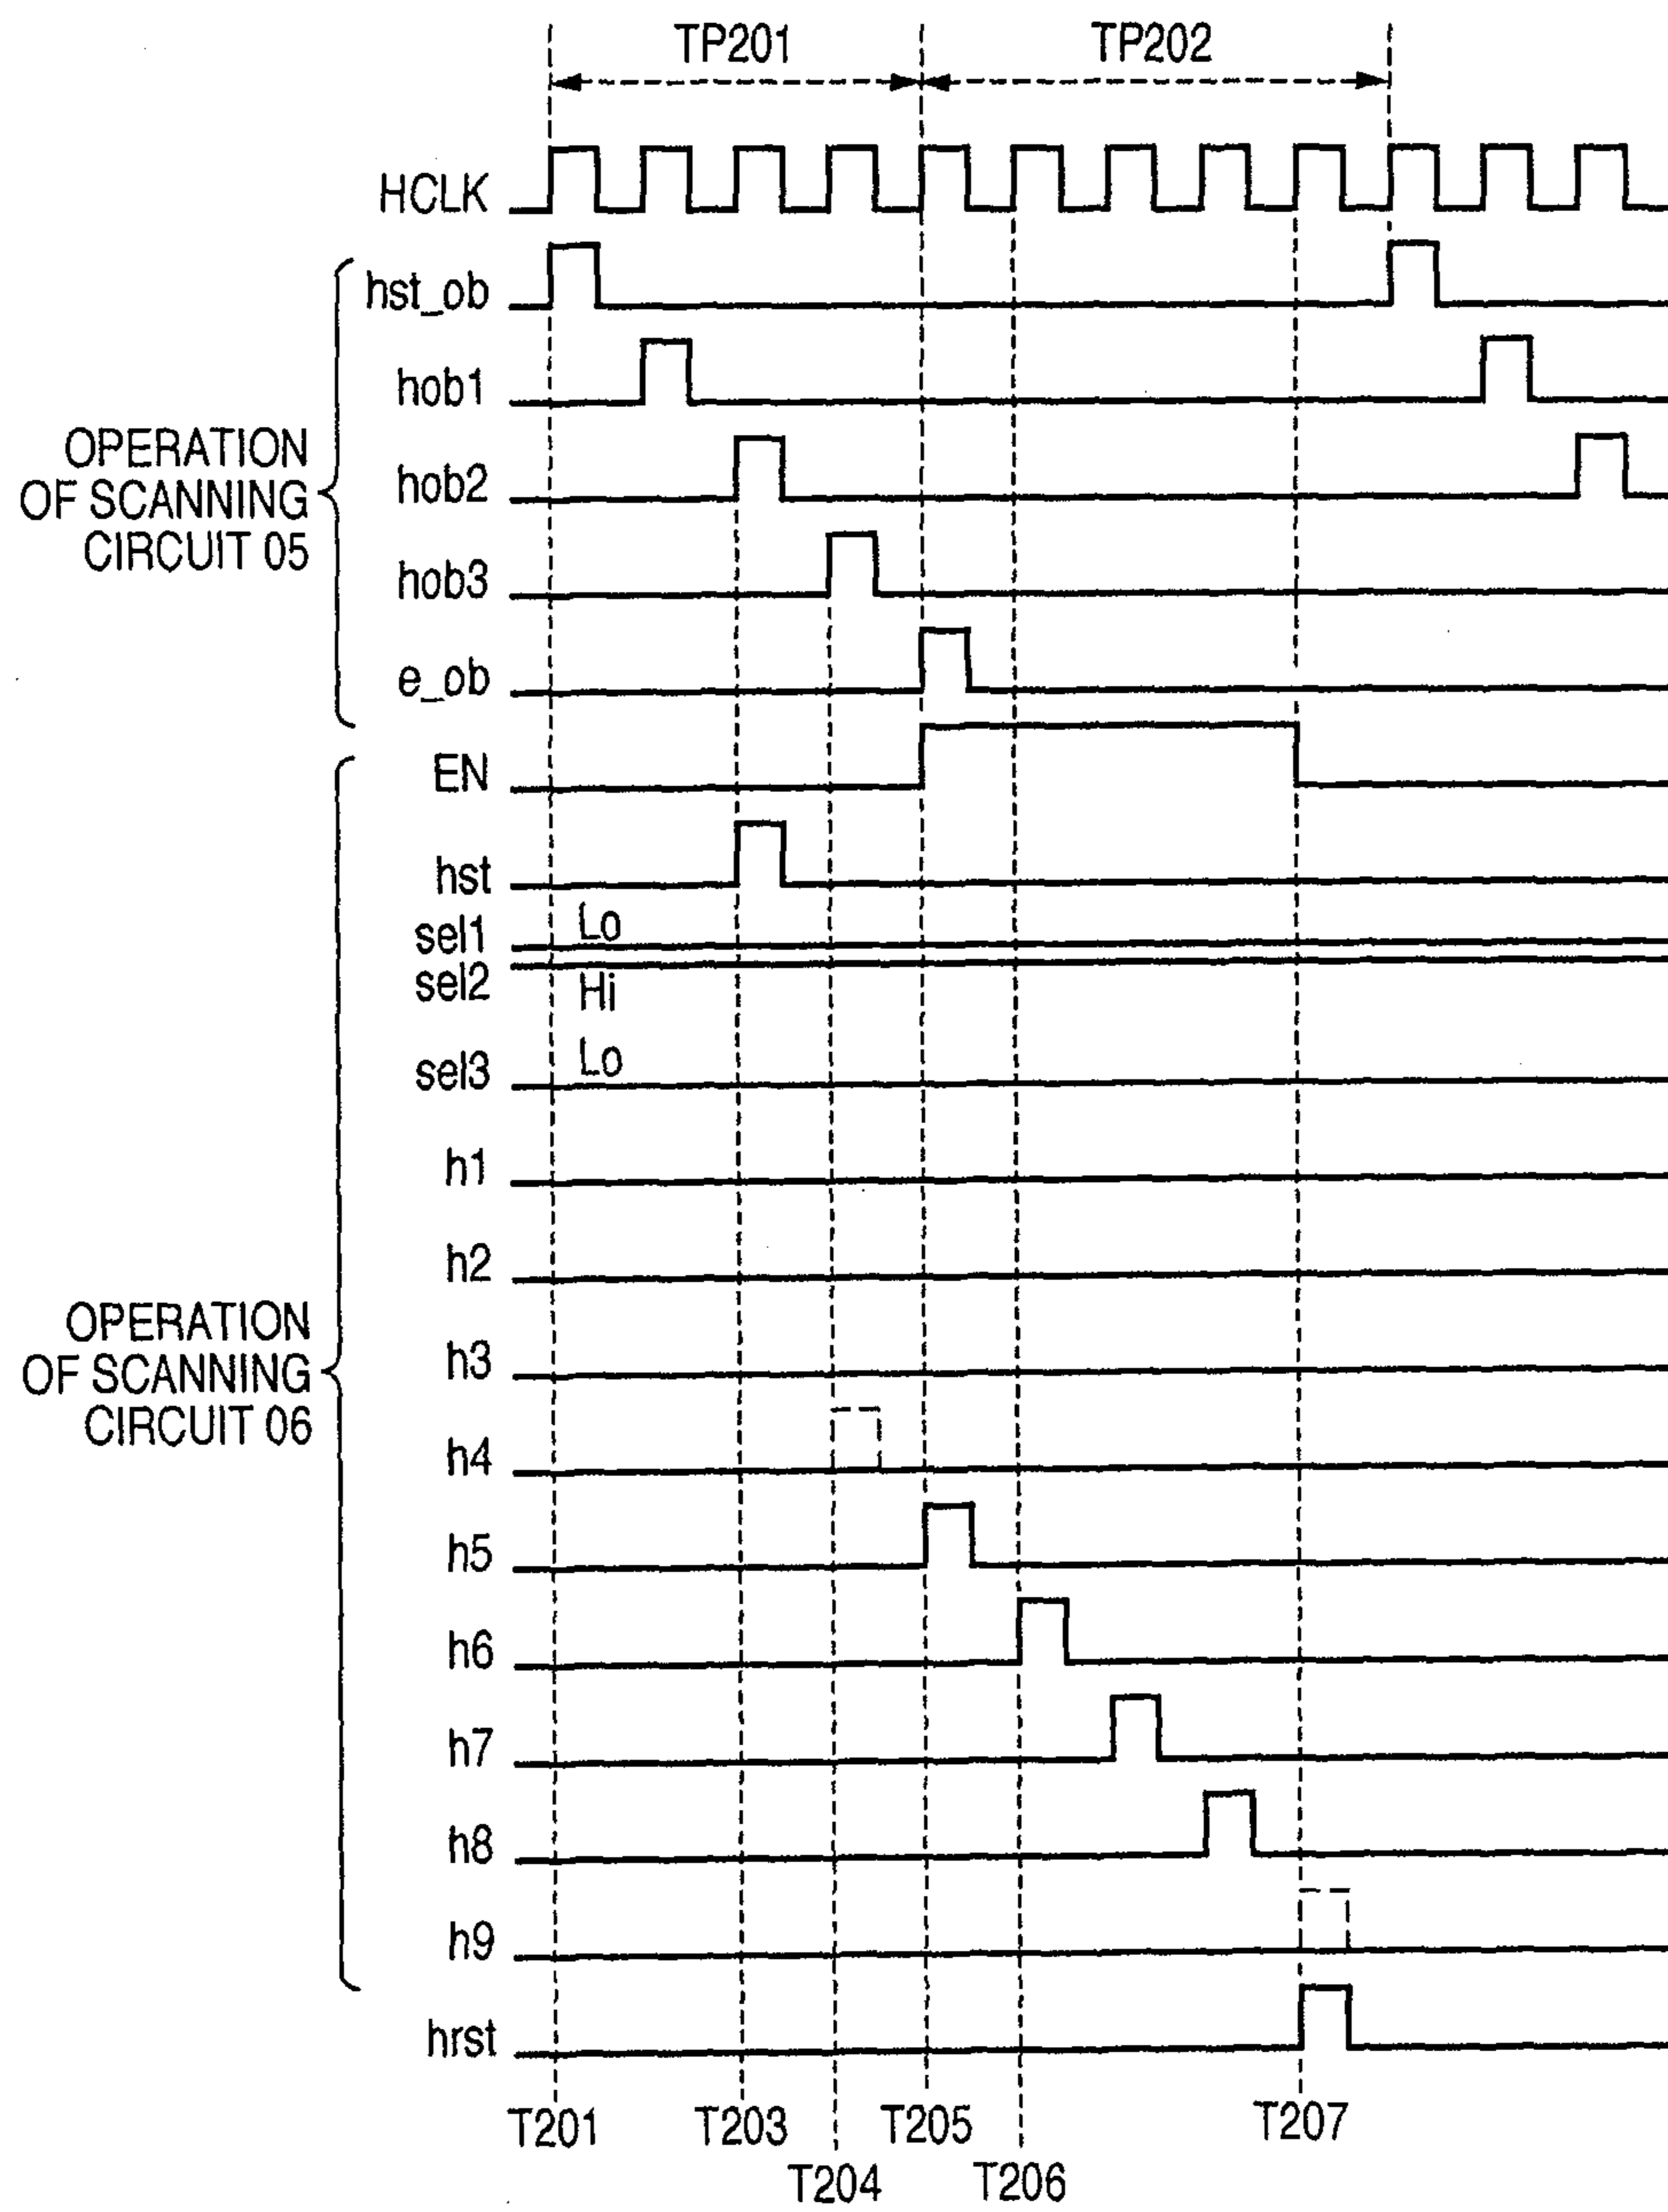 TP201
TP202
HCLK
hst_ob
hob1
OPERATION
OF SCANNING
CIRCUIT 05
hob2
hob3
e_ob
EN
hst
sel1
Lo
sel2
Hi
sel3
Lo
h1
h2
OPERATION
OF SCANNING
CIRCUIT 06
h3
h4
h5
h6
h7
h8
h9
hrst
T201
T203
T205
T207
T204
T206